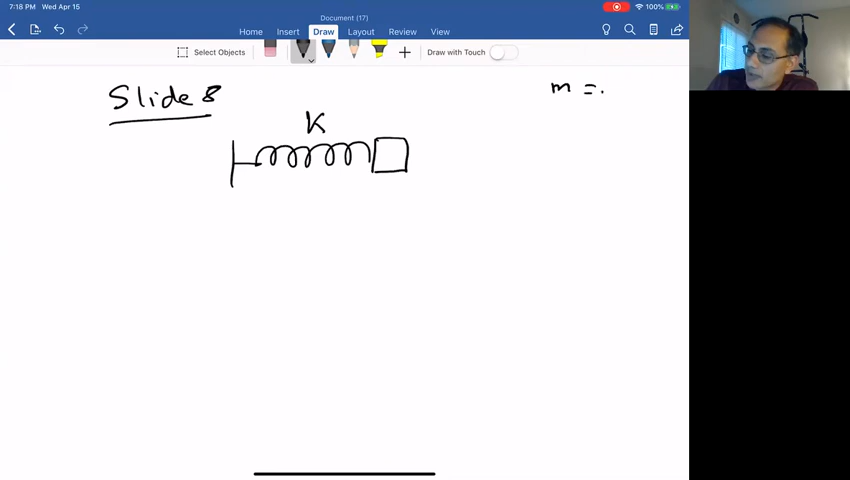 7:18 PM Wed Apr 15
100%
Document (17)
Home Insert Draw Layout Review View
Select Objects
Draw with Touch
Slide 8
m =.
K